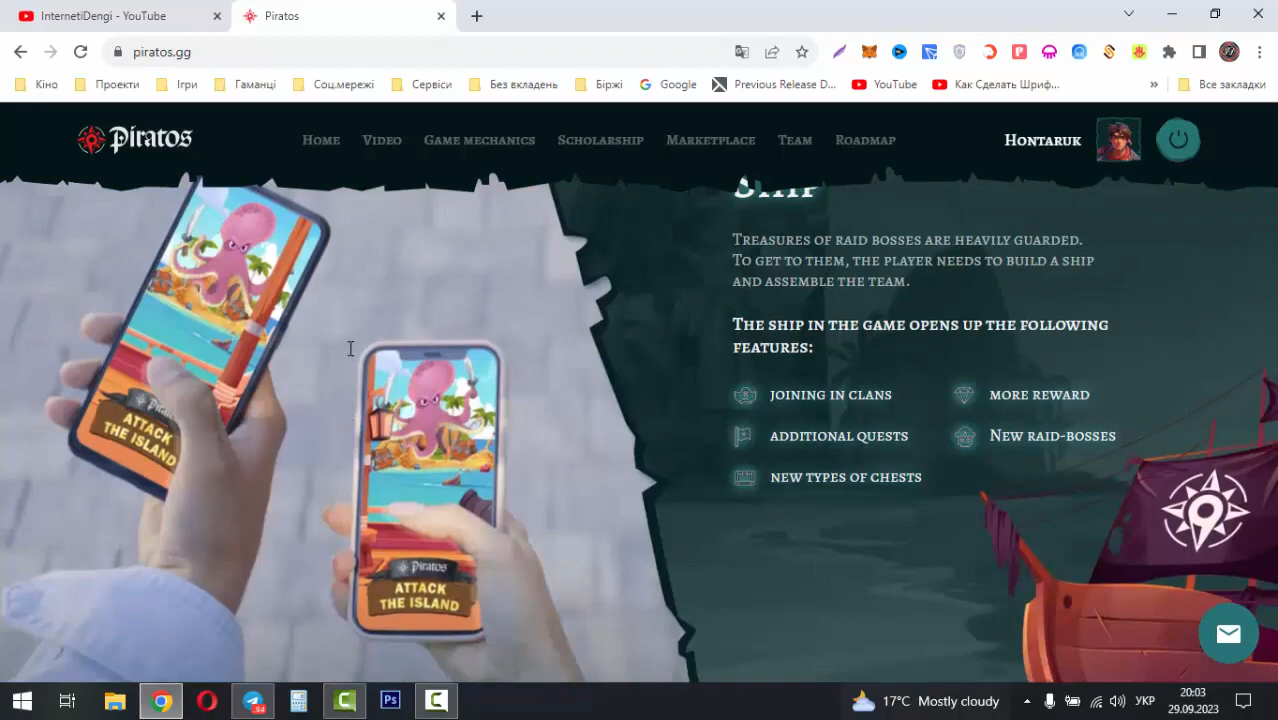 InternetiDengi - YouTube
Piratos
piratos.gg
Кіно
Проекти
Ігри
Гаманці
Соц.мережі
Сервіси
Без вкладень
Біржі
Google
Previous Release D...
YouTube
Как Сделать Шриф...
»
Все закладки
Piratos
Home
Video
Game mechanics
Scholarship
Marketplace
Team
Roadmap
Hontaruk
Ship
Treasures of raid bosses are heavily guarded.
To get to them, the player needs to build a ship
and assemble the team.
The ship in the game opens up the following
features:
joining in clans
more reward
additional quests
New raid-bosses
new types of chests
ATTACK
THE ISLAND
Piratos
ATTACK
THE ISLAND
94
Ps
17°C Mostly cloudy
УКР
20:03
29.09.2023